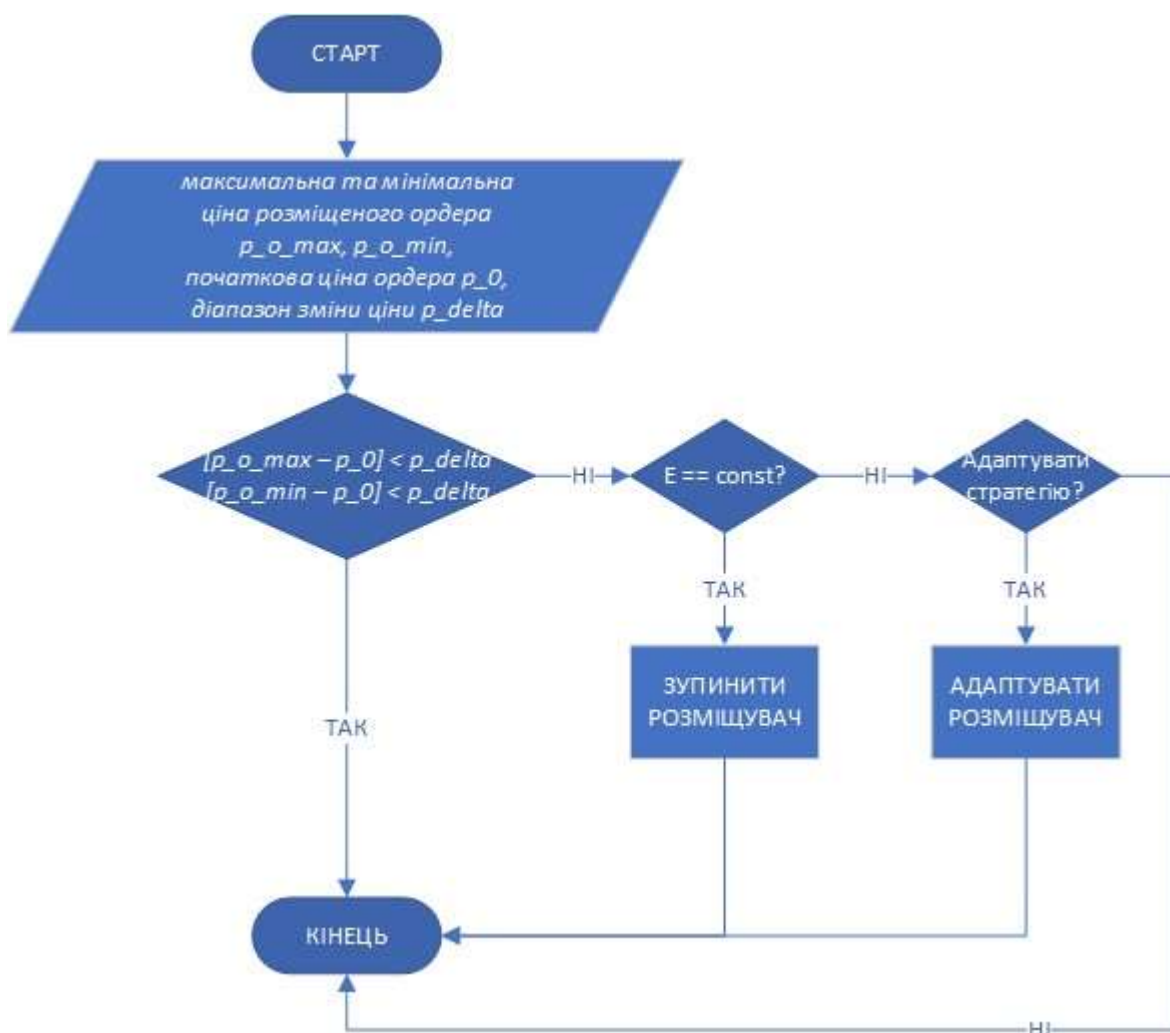 СТАРТ
максимальна та мінімальна
ціна розміщеного ордера
p_o_max, p_o_min,
початкова ціна ордера p_0,
діапазон зміни ціни p_delta
[p_o_max – p_0] < p_delta
[p_o_min – p_0] < p_delta
НІ
E == const?
НІ
Адаптувати
стратегію?
ТАК
ТАК
ЗУПИНИТИ
РОЗМІЩУВАЧ
АДАПТУВАТИ
РОЗМІЩУВАЧ
ТАК
КІНЕЦЬ
НІ